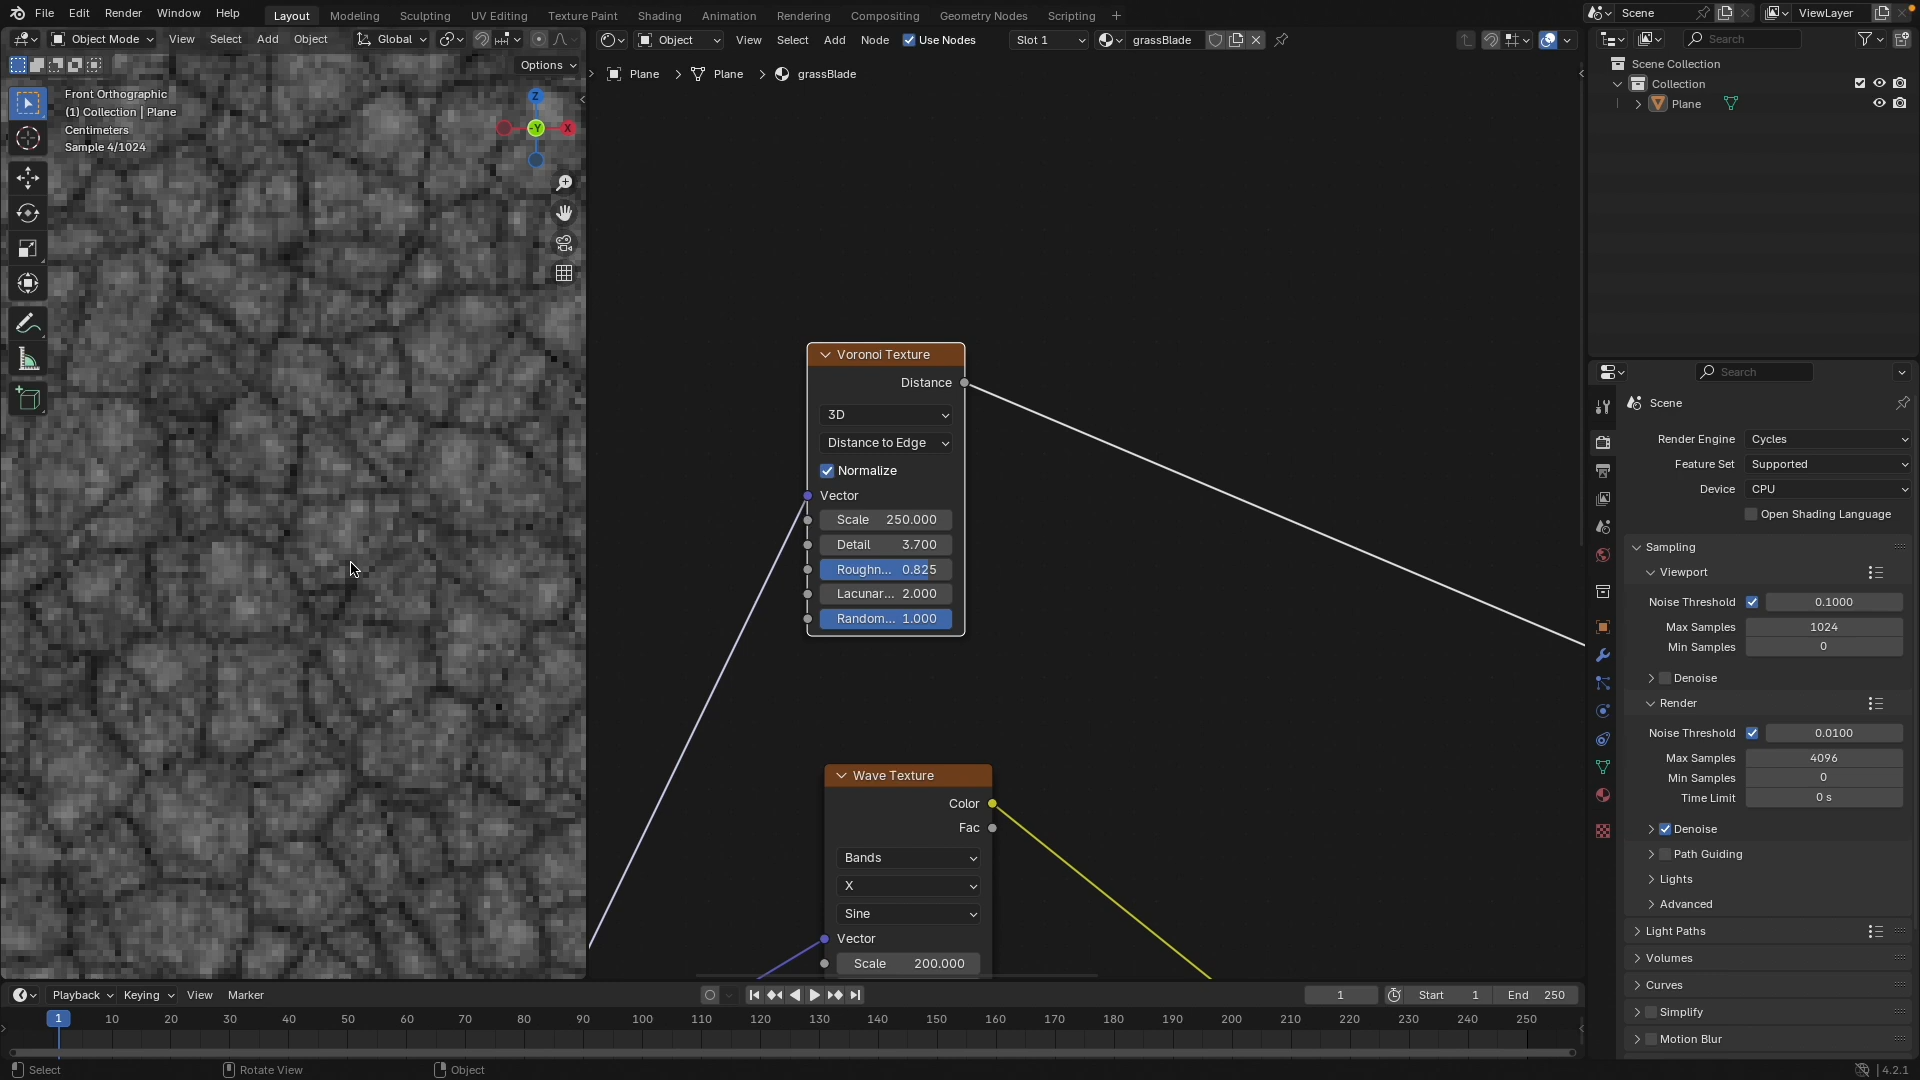 File Edit Render Window Help Layout Modeling Sculpting UV Editing Texture Paint Shading Animation Rendering Compositing Geometry Nodes Scripting + Scene ViewLayer
Object Mode View Select Add Object Global Object View Select Add Node Use Nodes Slot 1 grassBlade Search
Options
Plane > Plane > grassBlade
Front Orthographic
(1) Collection | Plane
Centimeters
Sample 4/1024
Z
-Y
X
Scene Collection
Collection
Plane
Voronoi Texture
Distance
3D
Distance to Edge
Normalize
Vector
Scale 250.000
Detail 3.700
Roughn... 0.825
Lacunar... 2.000
Random... 1.000
Wave Texture
Color
Fac
Bands
X
Sine
Vector
Scale 200.000
Search
Scene
Render Engine Cycles
Feature Set Supported
Device CPU
Open Shading Language
Sampling
Viewport
Noise Threshold 0.1000
Max Samples 1024
Min Samples 0
Denoise
Render
Noise Threshold 0.0100
Max Samples 4096
Min Samples 0
Time Limit 0 s
Denoise
Path Guiding
Lights
Advanced
Light Paths
Volumes
Curves
Simplify
Motion Blur
Playback Keying View Marker 1 Start 1 End 250
1 10 20 30 40 50 60 70 80 90 100 110 120 130 140 150 160 170 180 190 200 210 220 230 240 250
Select Rotate View Object 4.2.1